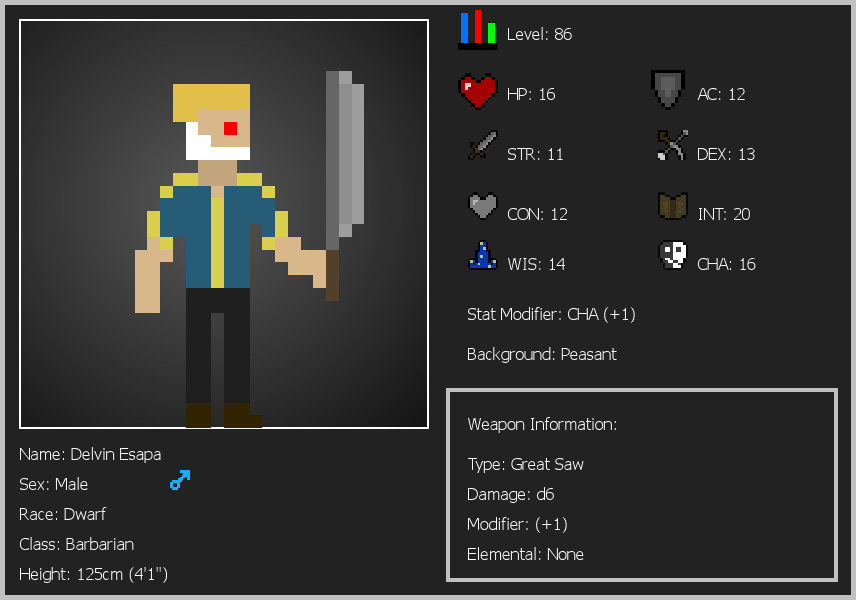 Level: 86
HP: 16
AC: 12
STR: 11
DEX: 13
CON: 12
INT: 20
WIS: 14
CHA: 16
Stat Modifier: CHA (+1)
Background: Peasant
Weapon Information:
Type: Great Saw
Damage: d6
Modifier: (+1)
Elemental: None
Name: Delvin Esapa
Sex: Male
Race: Dwarf
Class: Barbarian
Height: 125cm (4'1")